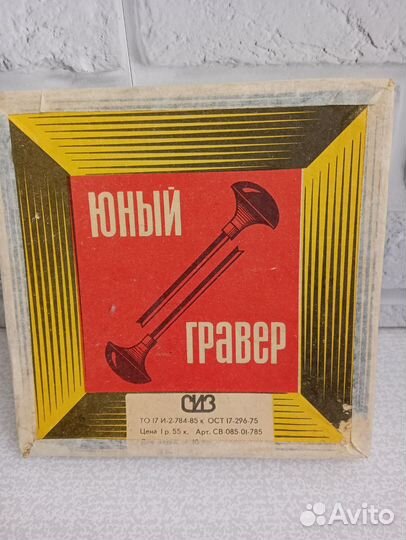 ЮНЫЙ
гравер
СИЗ
ТО 17 И-2-784-85 к ОСТ 17-296-75
Цена 1 р. 55 к. Арт. СВ 085-01-785
10
Avito